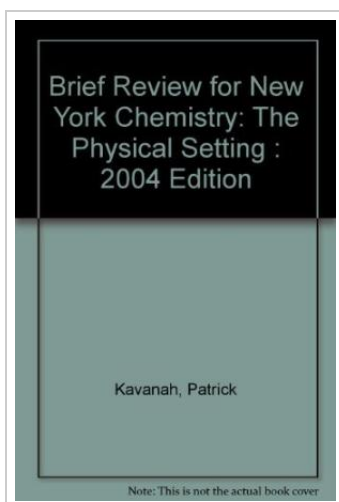 Brief Review for New
York Chemistry: The
Physical Setting :
2004 Edition
Kavanah, Patrick
Note: This is not the actual book cover